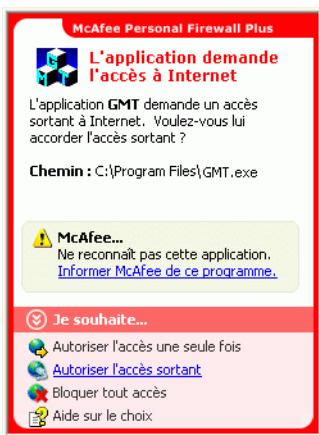 McAfee Personal Firewall Plus
L'application demande
l'accès à Internet
L'application GMT demande un accès
sortant à Internet. Voulez-vous lui
accorder l'accès sortant ?
Chemin : C:\Program Files\GMT.exe
McAfee...
Ne reconnaît pas cette application.
Informer McAfee de ce programme.
Je souhaite...
Autoriser l'accès une seule fois
Autoriser l'accès sortant
Bloquer tout accès
Aide sur le choix